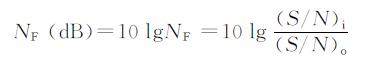 N_F (dB)=10 lgN_F =10 lg (S/N)_i / (S/N)_o